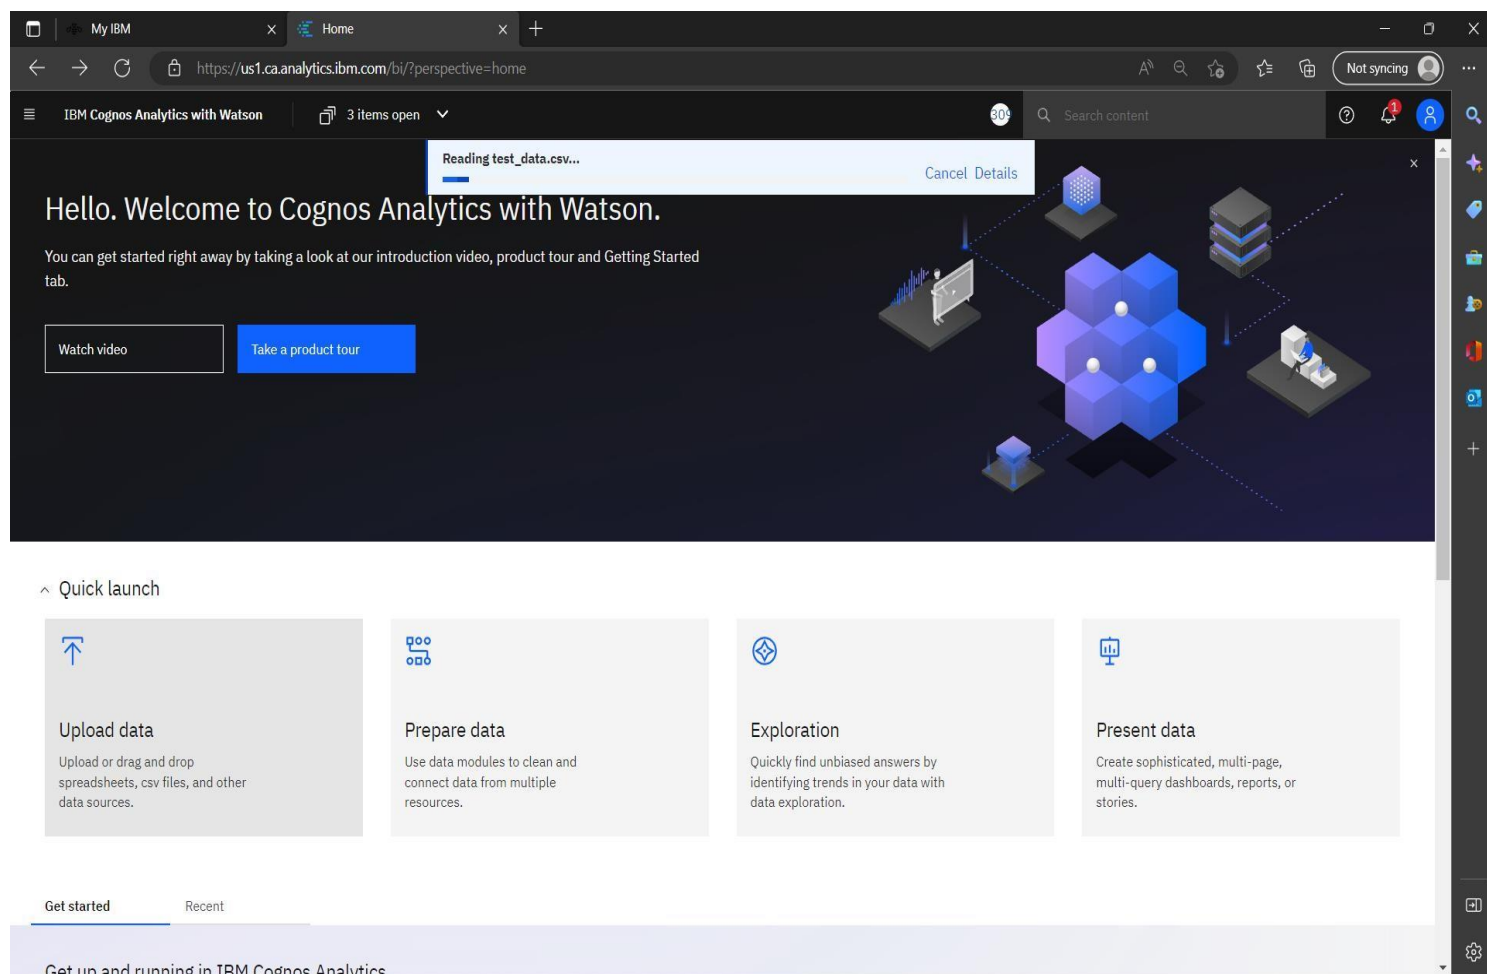 My IBM
Home
https://us1.ca.analytics.ibm.com/bi/?perspective=home
Not syncing
IBM Cognos Analytics with Watson
3 items open
309
Search content
1
Reading test_data.csv...
Cancel Details
Hello. Welcome to Cognos Analytics with Watson.
You can get started right away by taking a look at our introduction video, product tour and Getting Started
tab.
Watch video
Take a product tour
Quick launch
Upload data
Upload or drag and drop
spreadsheets, csv files, and other
data sources.
Prepare data
Use data modules to clean and
connect data from multiple
resources.
Exploration
Quickly find unbiased answers by
identifying trends in your data with
data exploration.
Present data
Create sophisticated, multi-page,
multi-query dashboards, reports, or
stories.
Get started
Recent
Get up and running in IBM Cognos Analytics